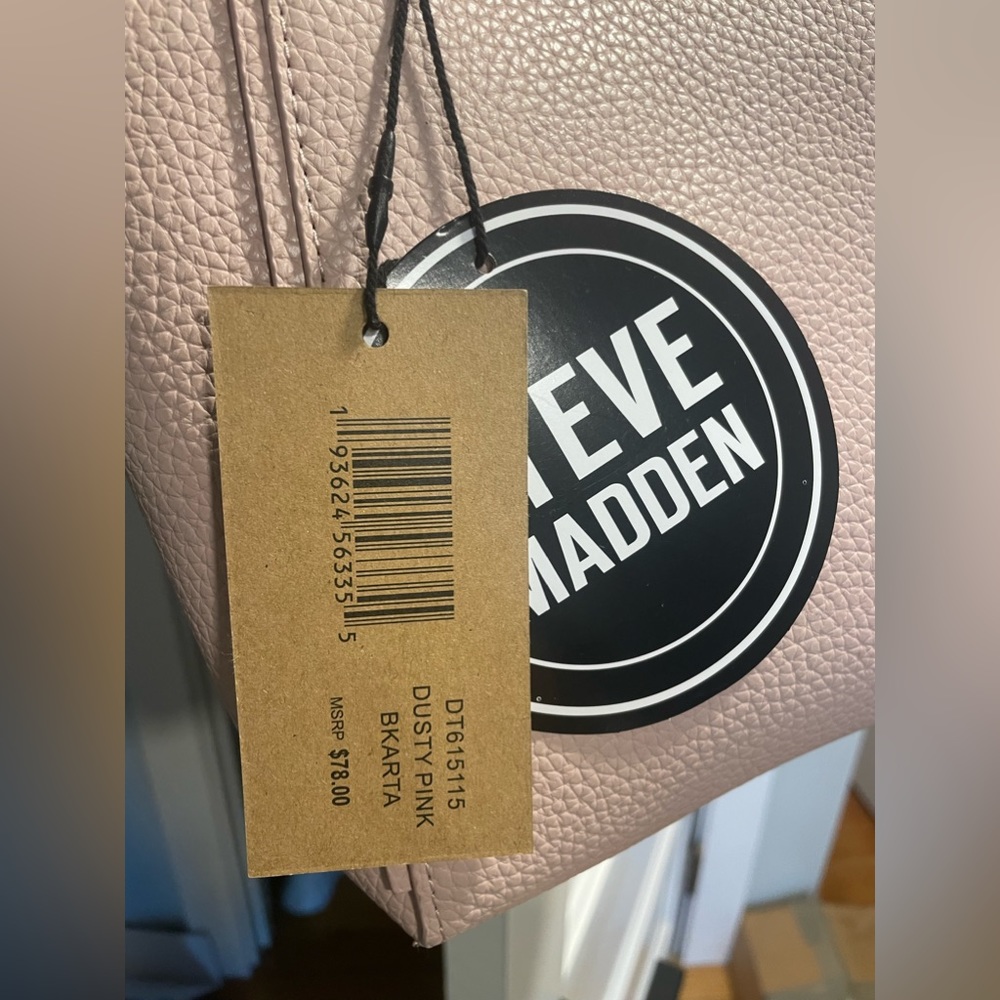 EVE
MADDEN
1 93624 56335 5
DT615115
DUSTY PINK
BKARTA
MSRP $78.00